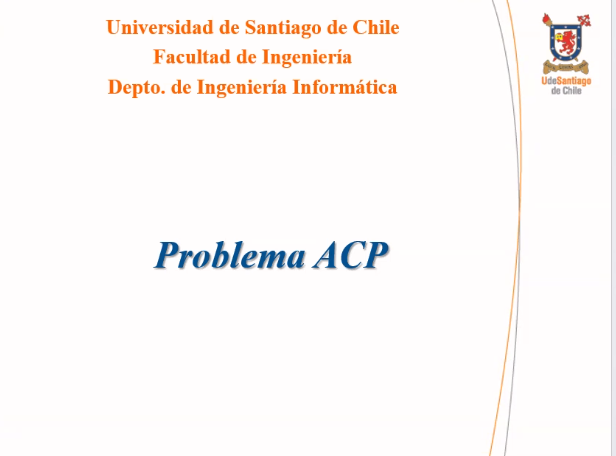 Universidad de Santiago de Chile
Facultad de Ingeniería
Depto. de Ingeniería Informática
UdeSantiago
de Chile
Problema ACP